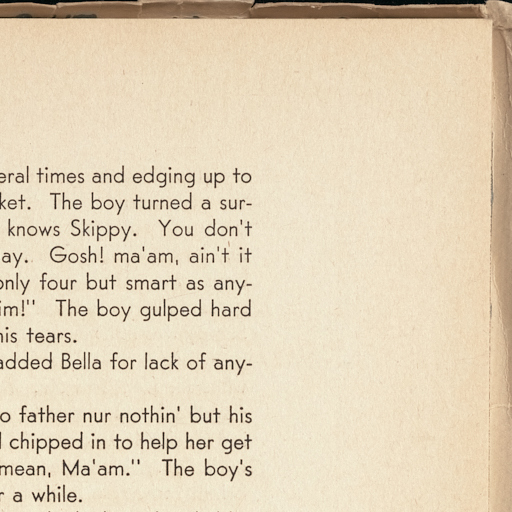 eral times and edging up to
ket. The boy turned a sur-
knows Skippy. You don't
ay. Gosh! ma'am, ain't it
only four but smart as any-
im!" The boy gulped hard
his tears.
added Bella for lack of any-
o father nur nothin' but his
chipped in to help her get
mean, Ma'am." The boy's
r a while.